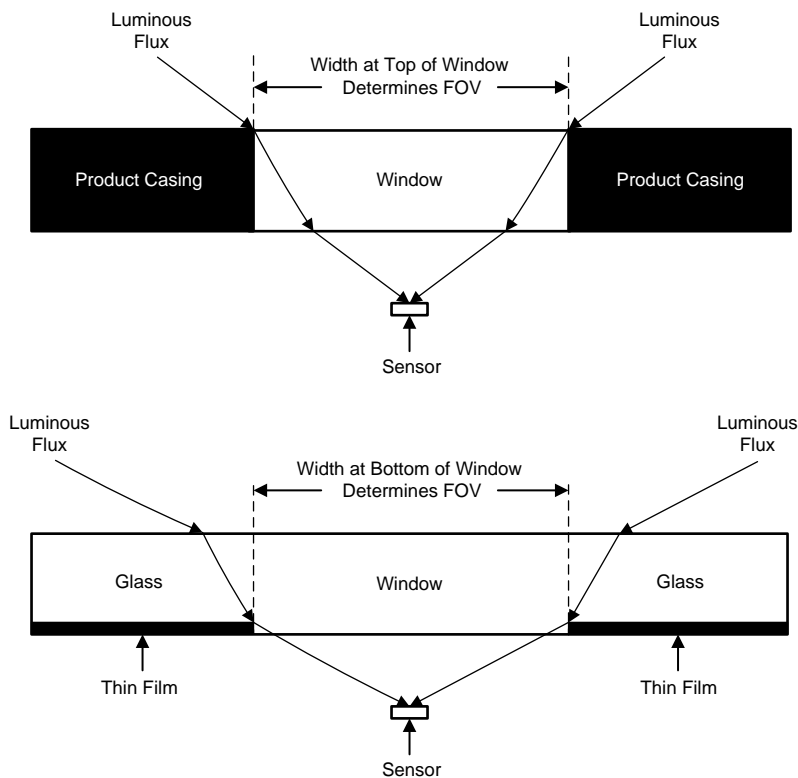 Luminous
Flux
Luminous
Flux
Width at Top of Window
Determines FOV
Product Casing
Window
Product Casing
Sensor
Luminous
Flux
Luminous
Flux
Width at Bottom of Window
Determines FOV
Glass
Window
Glass
Thin Film
Thin Film
Sensor